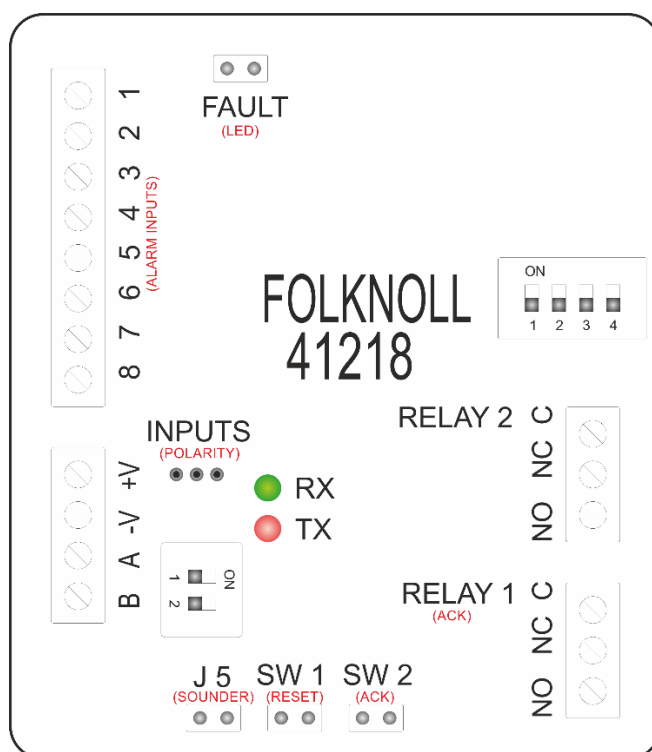 FAULT
(LED)
1
2
3
4
5
6
7
8
(ALARM INPUTS)
FOLKNOLL
41218
ON
1 2 3 4
RELAY 2
C
NC
NO
INPUTS
(POLARITY)
+V
-V
A
B
RX
TX
ON
1
2
RELAY 1
(ACK)
C
NC
NO
J 5 SW 1 SW 2
(SOUNDER) (RESET) (ACK)